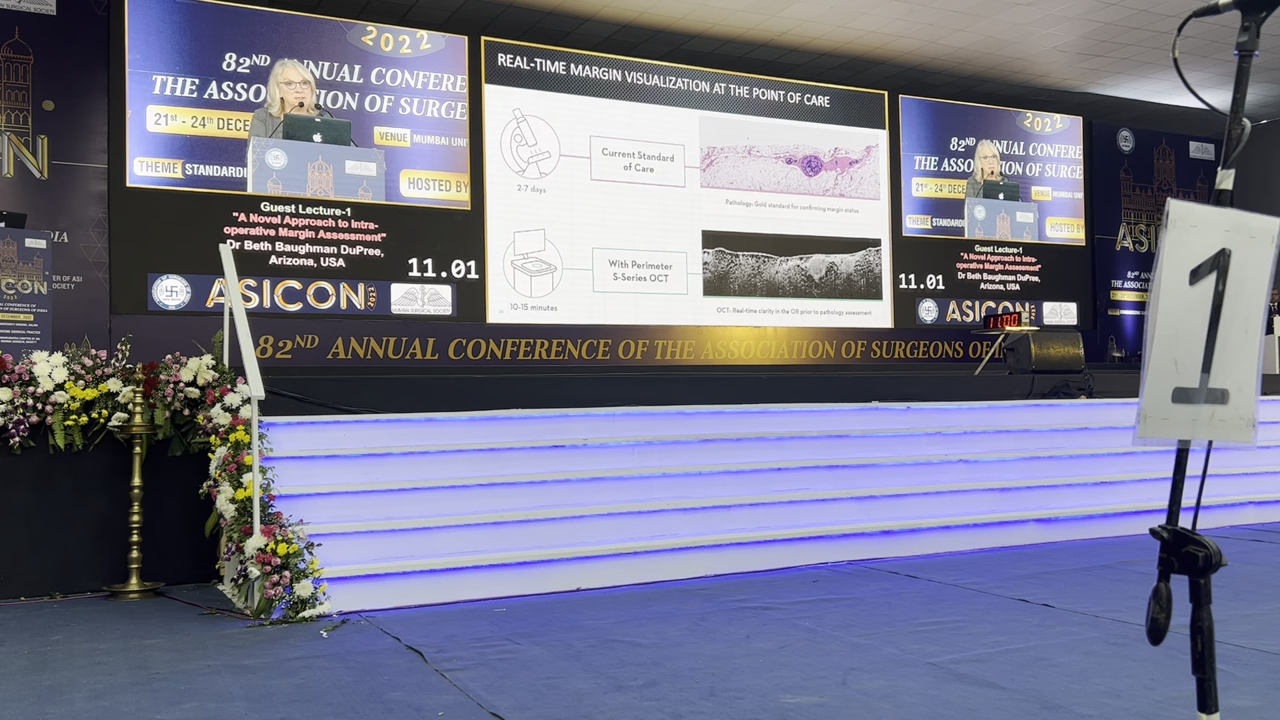 2022
82ND ANNUAL CONFERE
THE ASSOCIATION OF SURGE
21st - 24th DEC
VENUE MUMBAI UNI
THEME STANDARDI
HOSTED BY
Guest Lecture-1
"A Novel Approach to Intra-
operative Margin Assessment"
Dr Beth Baughman DuPree,
Arizona, USA
11.01
ASICON 2022
REAL-TIME MARGIN VISUALIZATION AT THE POINT OF CARE
2-7 days
Current Standard
of Care
Pathology: Gold standard for confirming margin status
10-15 minutes
With Perimeter
S-Series OCT
OCT: Real-time clarity in the OR prior to pathology assessment
2022
82ND ANNUAL CONFERE
THE ASSOCIATION OF SURGE
21st - 24th DEC
VENUE MUMBAI UNI
THEME STANDARDI
HOSTED BY
Guest Lecture-1
"A Novel Approach to Intra-
operative Margin Assessment"
Dr Beth Baughman DuPree,
Arizona, USA
11.01
ASICON
82ND ANNUAL CONFERENCE OF THE ASSOCIATION OF SURGEONS OF I
1